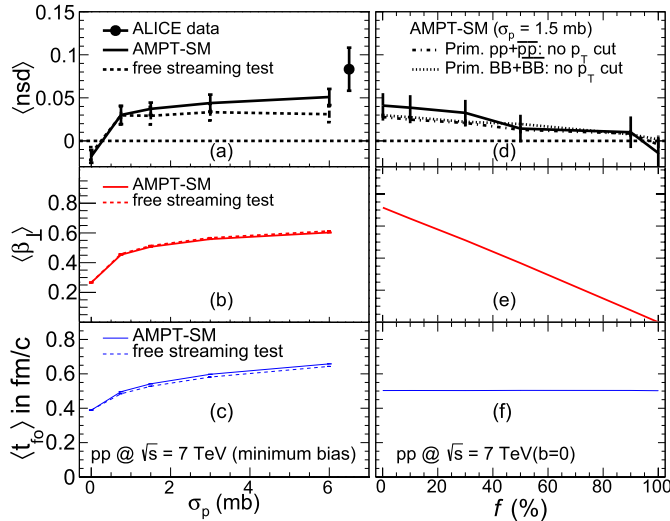 ALICE data
AMPT-SM
free streaming test
⟨nsd⟩
0.15
0.1
0.05
0
(a)
AMPT-SM (σp = 1.5 mb)
Prim. pp+p̅p̅: no pT cut
Prim. BB+B̅B̅: no pT cut
(d)
AMPT-SM
free streaming test
⟨β⊥⟩
0.8
0.6
0.4
0.2
(b)
(e)
AMPT-SM
free streaming test
⟨tfo⟩ in fm/c
0.8
0.6
0.4
0.2
0
(c)
(f)
pp @ √s = 7 TeV (minimum bias)
pp @ √s = 7 TeV(b=0)
0 2 4 6
σp (mb)
0 20 40 60 80 100
f (%)